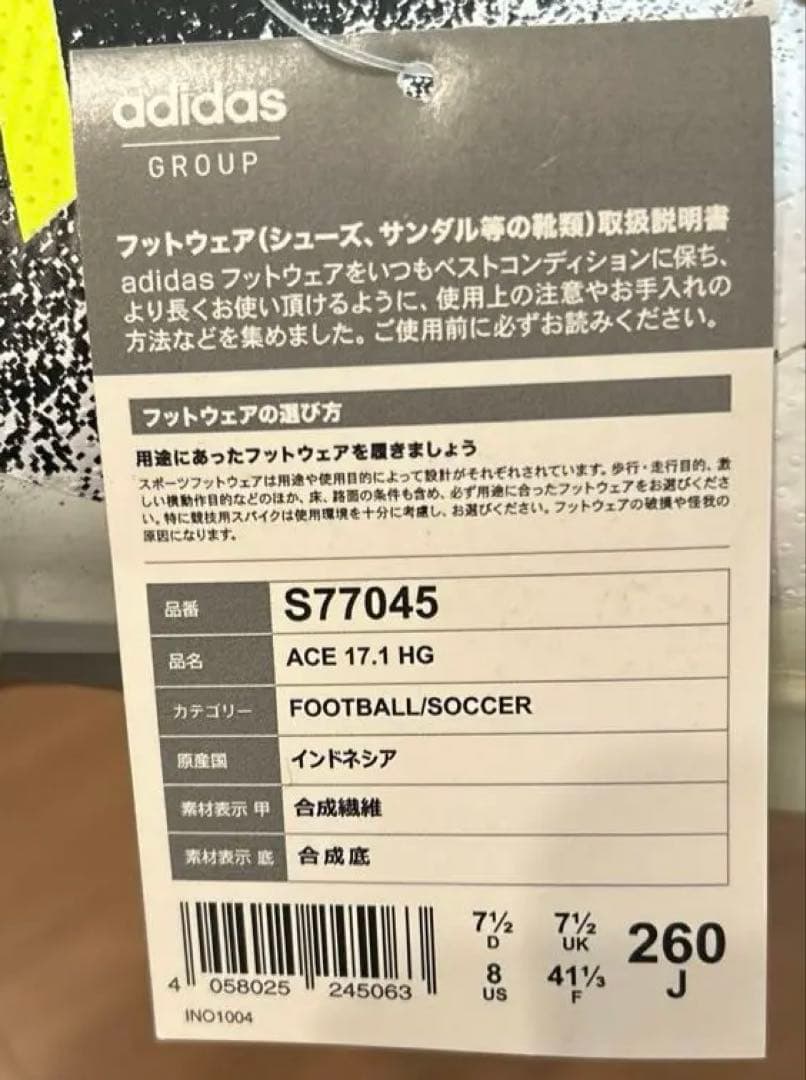 adidas
GROUP
フットウェア(シューズ、サンダル等の靴類)取扱説明書
adidas フットウェアをいつもベストコンディションに保ち、
より長くお使い頂けるように、使用上の注意やお手入れの
方法などを集めました。ご使用前に必ずお読みください。
フットウェアの選び方
用途にあったフットウェアを履きましょう
スポーツフットウェアは用途や使用目的によって設計がそれぞれされています。歩行・走行目的、激
しい横動作目的などのほか、床、路面の条件も含め、必ず用途に合ったフットウェアをお選びくださ
い。特に競技用スパイクは使用環境を十分に考慮し、お選びください。フットウェアの破損や怪我の
原因になります。
品番 S77045
品名 ACE 17.1 HG
カテゴリー FOOTBALL/SOCCER
原産国 インドネシア
素材表示 甲 合成繊維
素材表示 底 合成底
7½ D 7½ UK 260 J
8 US 41⅓ F
4 058025 245063
INO1004